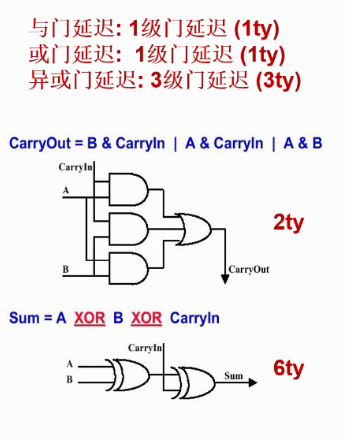 与门延迟: 1级门延迟 (1ty)
或门延迟: 1级门延迟 (1ty)
异或门延迟: 3级门延迟 (3ty)
CarryOut = B & CarryIn | A & CarryIn | A & B
CarryIn
A
2ty
B
CarryOut
Sum = A XOR B XOR CarryIn
CarryIn
A
6ty
B
Sum